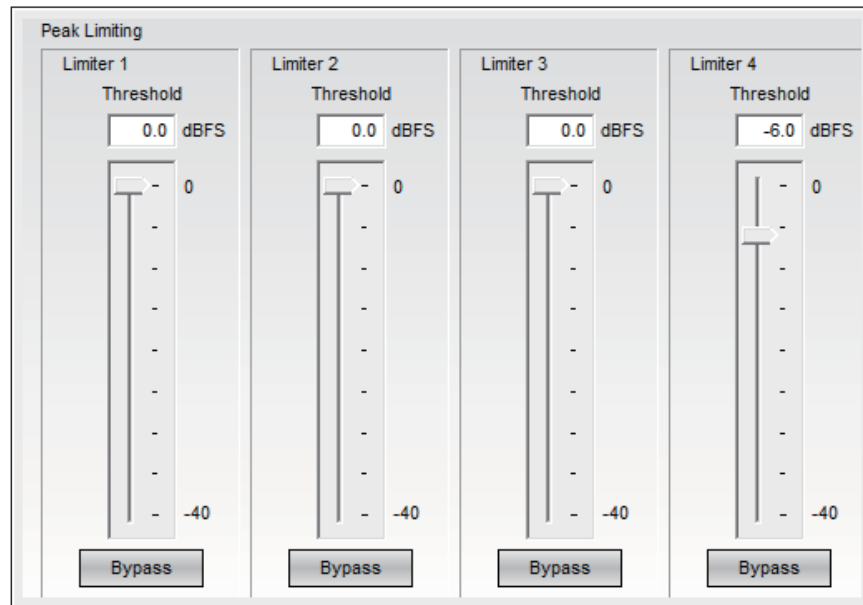 Peak Limiting
Limiter 1
Threshold
0.0 dBFS
0
-40
Bypass
Limiter 2
Threshold
0.0 dBFS
0
-40
Bypass
Limiter 3
Threshold
0.0 dBFS
0
-40
Bypass
Limiter 4
Threshold
-6.0 dBFS
0
-40
Bypass